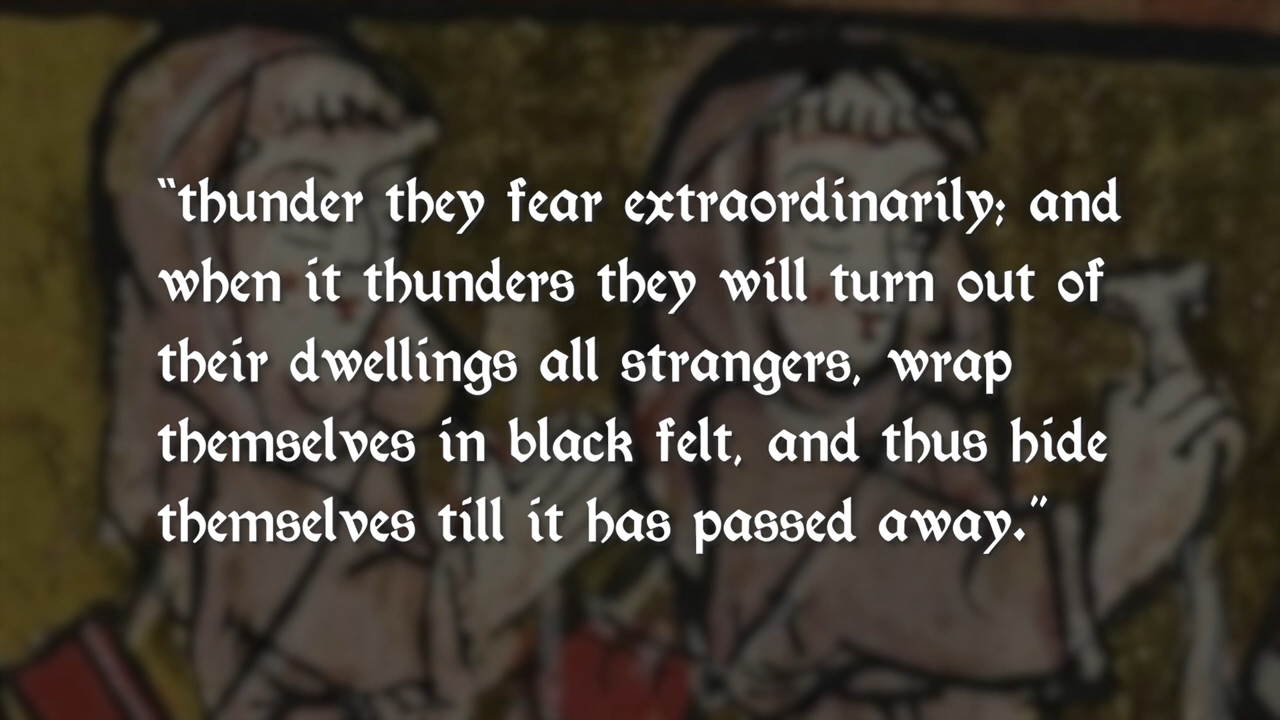 “thunder they fear extraordinarily; and
when it thunders they will turn out of
their dwellings all strangers, wrap
themselves in black felt, and thus hide
themselves till it has passed away.”